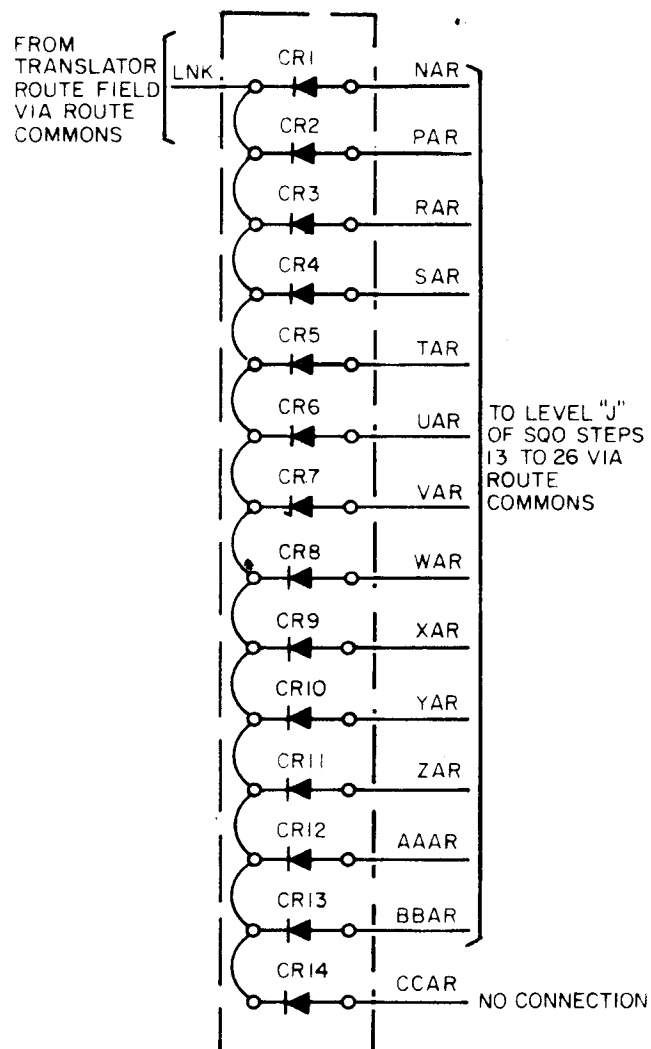 FROM
TRANSLATOR
ROUTE FIELD
VIA ROUTE
COMMONS
LNK
CR1
NAR
CR2
PAR
CR3
RAR
CR4
SAR
CR5
TAR
CR6
UAR
CR7
VAR
CR8
WAR
CR9
XAR
CR10
YAR
CR11
ZAR
CR12
AAAR
CR13
BBAR
CR14
CCAR
NO CONNECTION
TO LEVEL "J"
OF SQO STEPS
13 TO 26 VIA
ROUTE
COMMONS